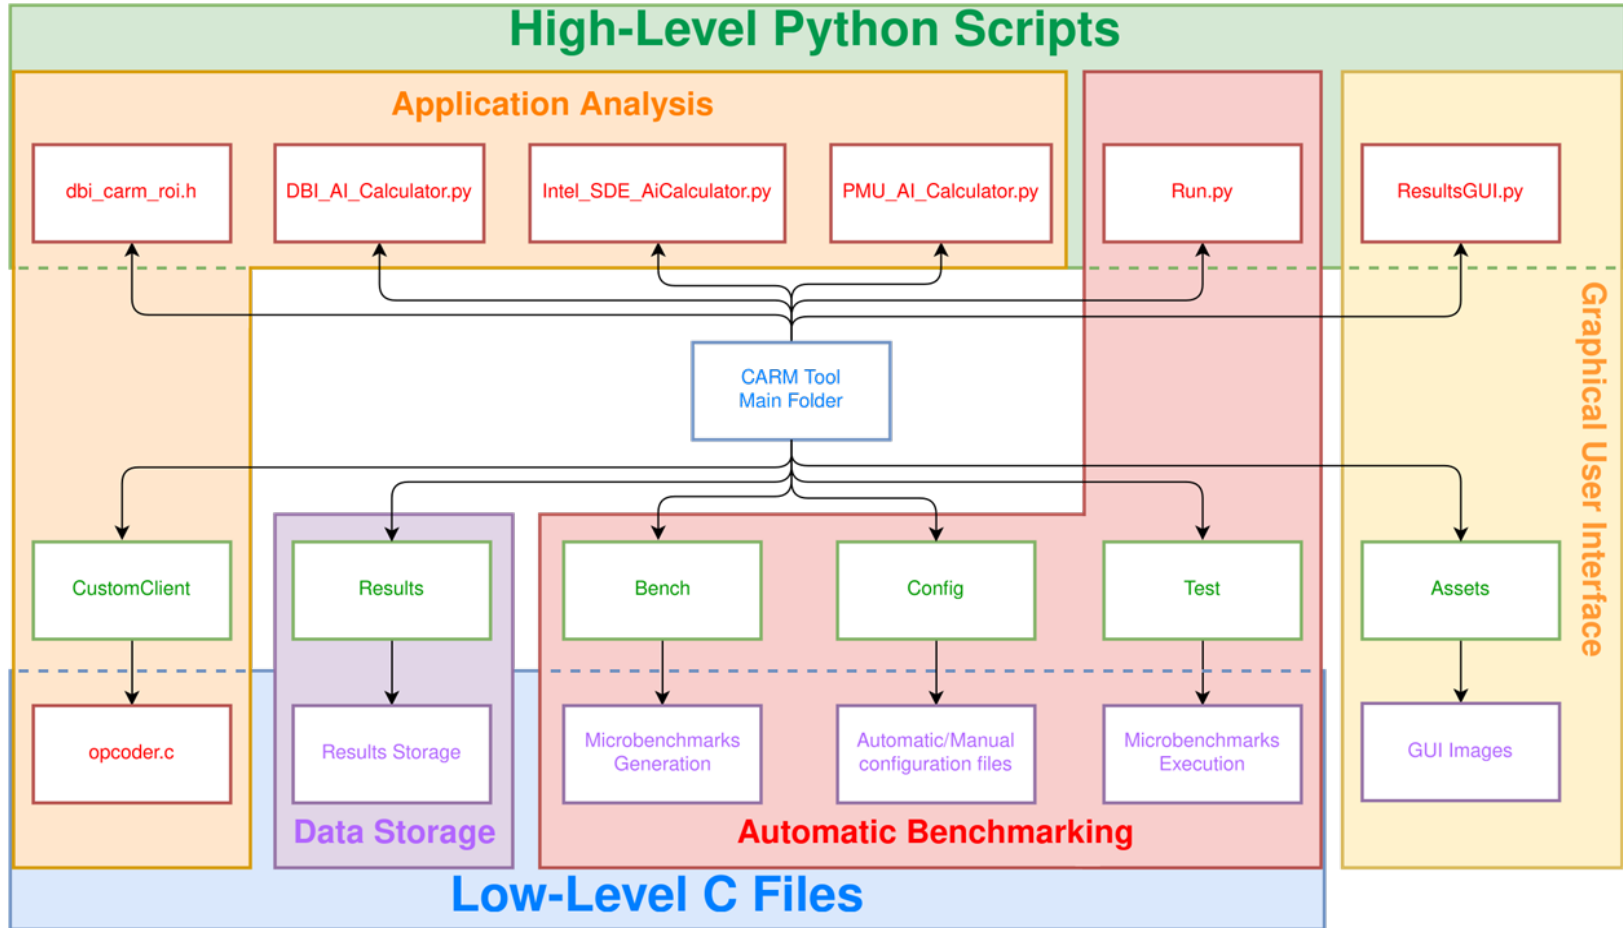 High-Level Python Scripts
Application Analysis
dbi_carm_roi.h
DBI_AI_Calculator.py
Intel_SDE_AiCalculator.py
PMU_AI_Calculator.py
Run.py
ResultsGUI.py
Graphical User Interface
CARM Tool
Main Folder
CustomClient
Results
Bench
Config
Test
Assets
opcoder.c
Results Storage
Microbenchmarks
Generation
Automatic/Manual
configuration files
Microbenchmarks
Execution
GUI Images
Data Storage
Automatic Benchmarking
Low-Level C Files